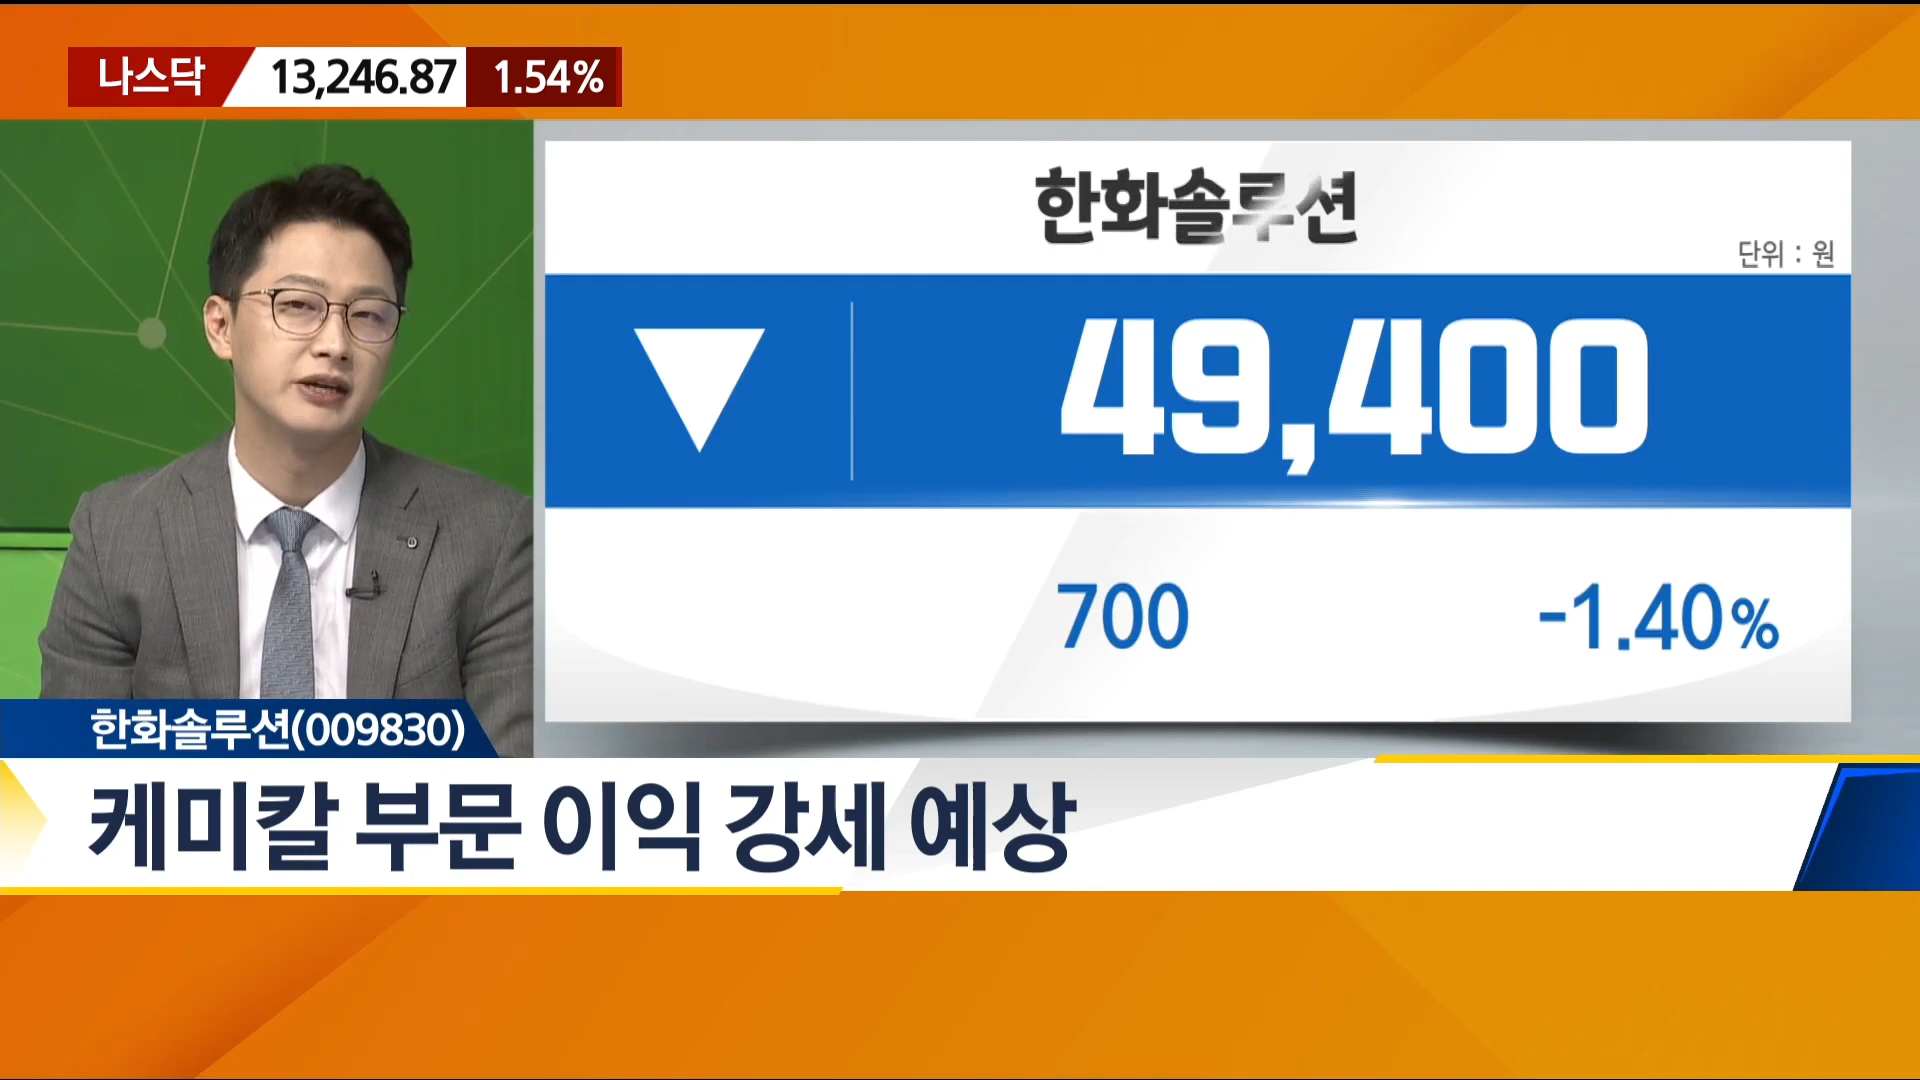 나스닥 13,246.87 1.54%
한화솔루션
단위 : 원
▼ 49,400
700 -1.40%
한화솔루션(009830)
케미칼 부문 이익 강세 예상